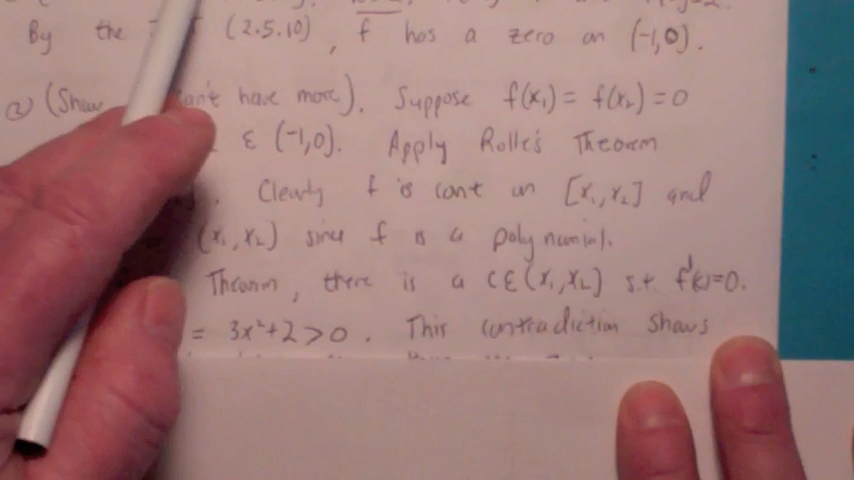 By the (2.5.10), f has a zero on (-1,0).
② (Show can't have more). Suppose f(x₁) = f(x₂) = 0
ε (-1,0). Apply Rolle's Theorem
. Clearly f is cont on [x₁,x₂] and
(x₁,x₂) since f is a polynomial.
Theorem, there is a c ε (x₁,x₂) s.t. f'(c)=0.
= 3x²+2>0. This contradiction shows